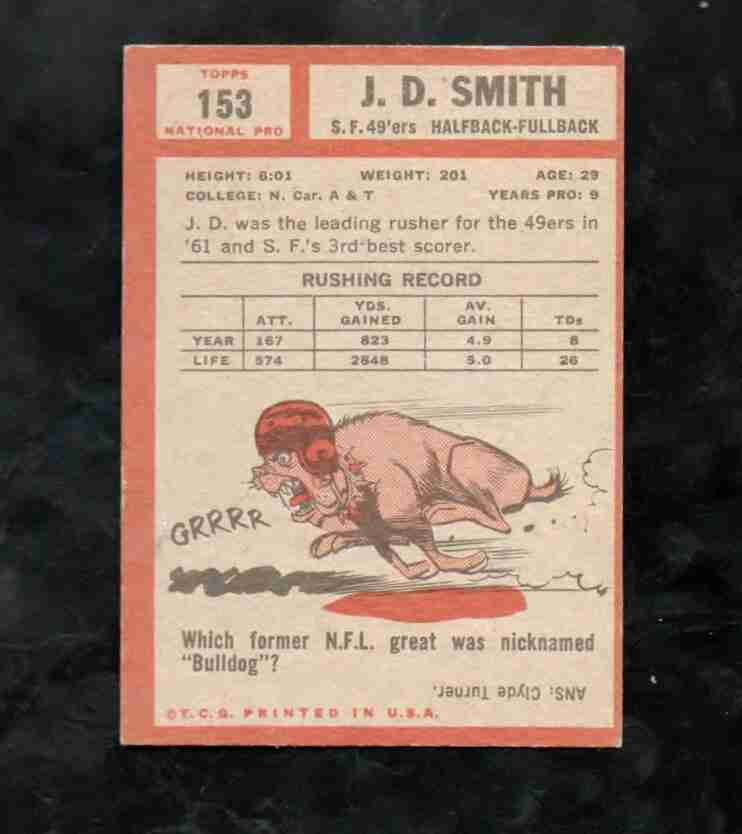 TOPPS
153
NATIONAL PRO
J. D. SMITH
S.F. 49'ers HALFBACK-FULLBACK
HEIGHT: 6:01 WEIGHT: 201 AGE: 29
COLLEGE: N. Car. A & T YEARS PRO: 9
J. D. was the leading rusher for the 49ers in
'61 and S. F.'s 3rd best scorer.
RUSHING RECORD
ATT. YDS. GAINED AV. GAIN TDs
YEAR 167 823 4.9 8
LIFE 574 2848 5.0 26
GRRRR
Which former N.F.L. great was nicknamed
"Bulldog"?
ANS: Clyde Turner.
©T.C.G. PRINTED IN U.S.A.